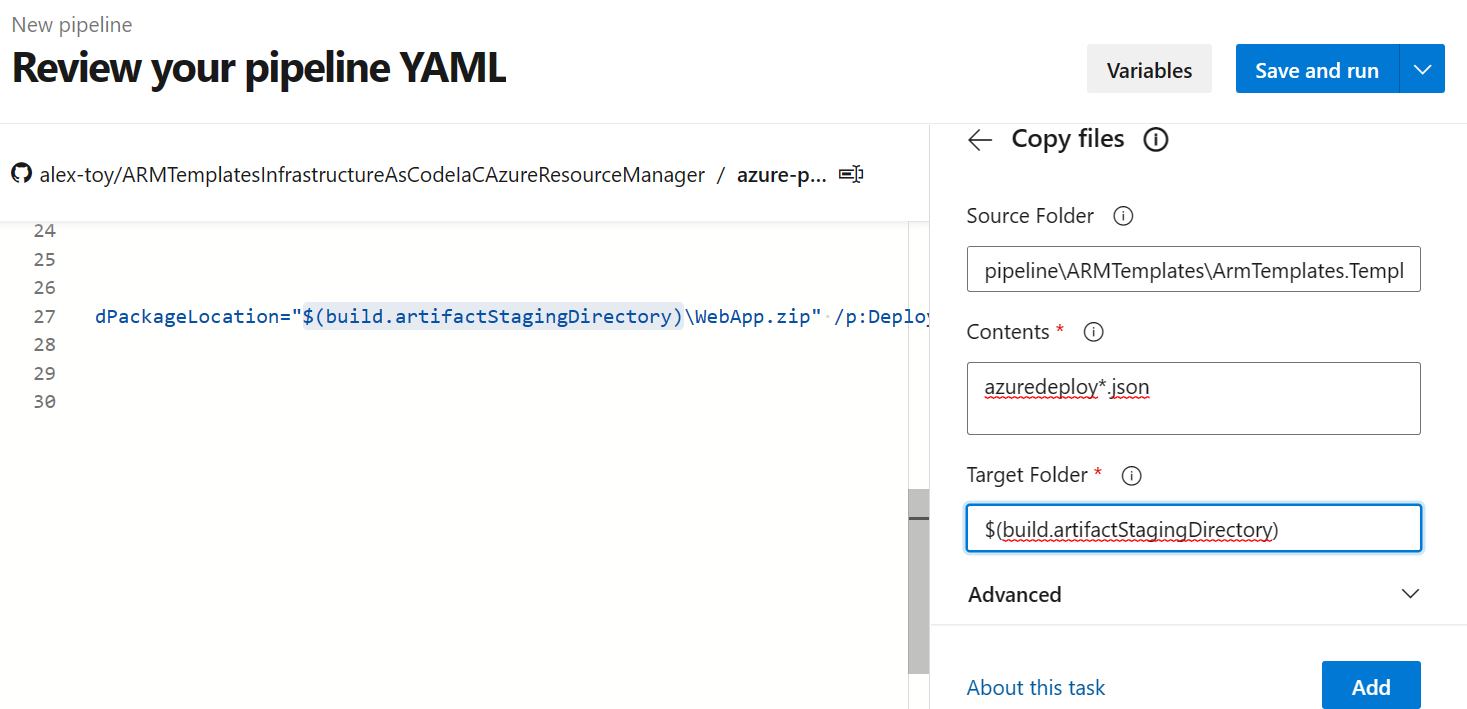 New pipeline
Review your pipeline YAML
Variables
Save and run
alex-toy/ARMTemplatesInfrastructureAsCodeIaCAzureResourceManager / azure-p...
24
25
26
27 dPackageLocation="$(build.artifactStagingDirectory)\WebApp.zip" /p:Deploy
28
29
30
Copy files
Source Folder
pipeline\ARMTemplates\ArmTemplates.Templ
Contents *
azuredeploy*.json
Target Folder *
$(build.artifactStagingDirectory)
Advanced
About this task
Add